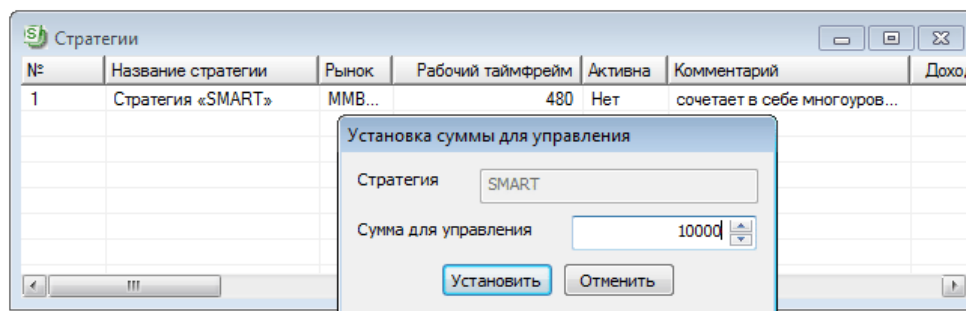 Стратегии
№ Название стратегии Рынок Рабочий таймфрейм Активна Комментарий Доход
1 Стратегия «SMART» ММВ... 480 Нет сочетает в себе многоуров...
Установка суммы для управления
Стратегия SMART
Сумма для управления 10000
Установить Отменить